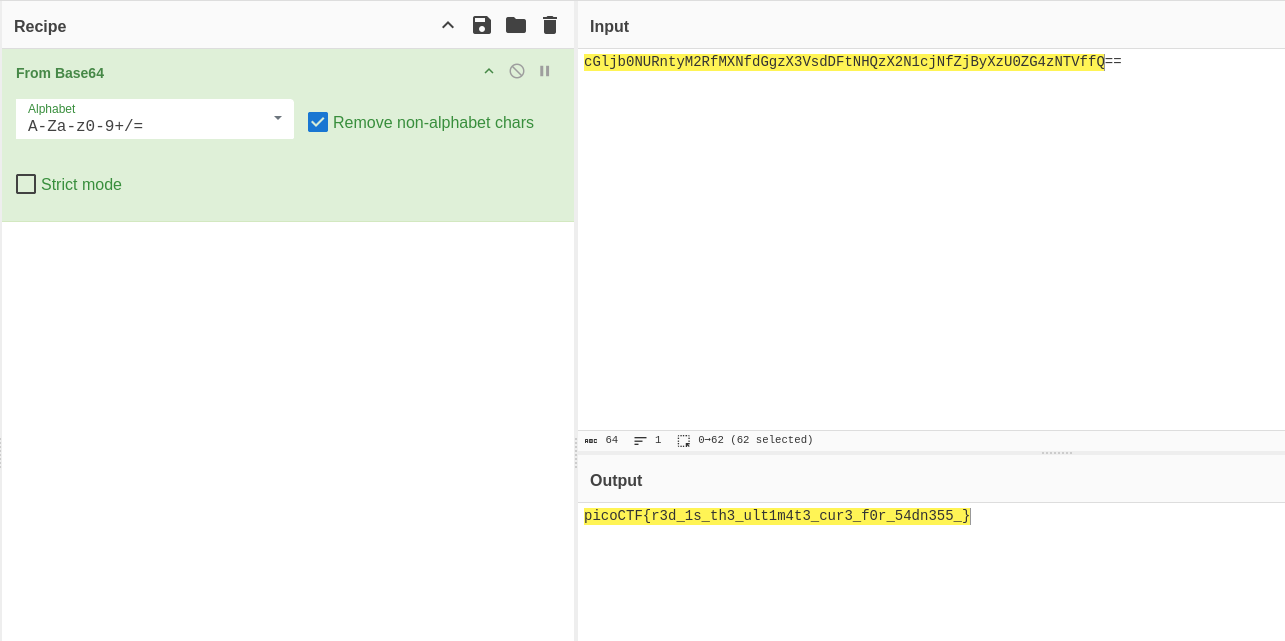 Recipe
From Base64
Alphabet
A-Za-z0-9+/=
Remove non-alphabet chars
Strict mode
Input
cGljb0NURntyM2RfMXNfdGgzX3VsdDFtNHQzX2N1cjNfZjByXzU0ZG4zNTVffQ==
ABC 64 1 0→62 (62 selected)
Output
picoCTF{r3d_1s_th3_ult1m4t3_cur3_f0r_54dn355_}